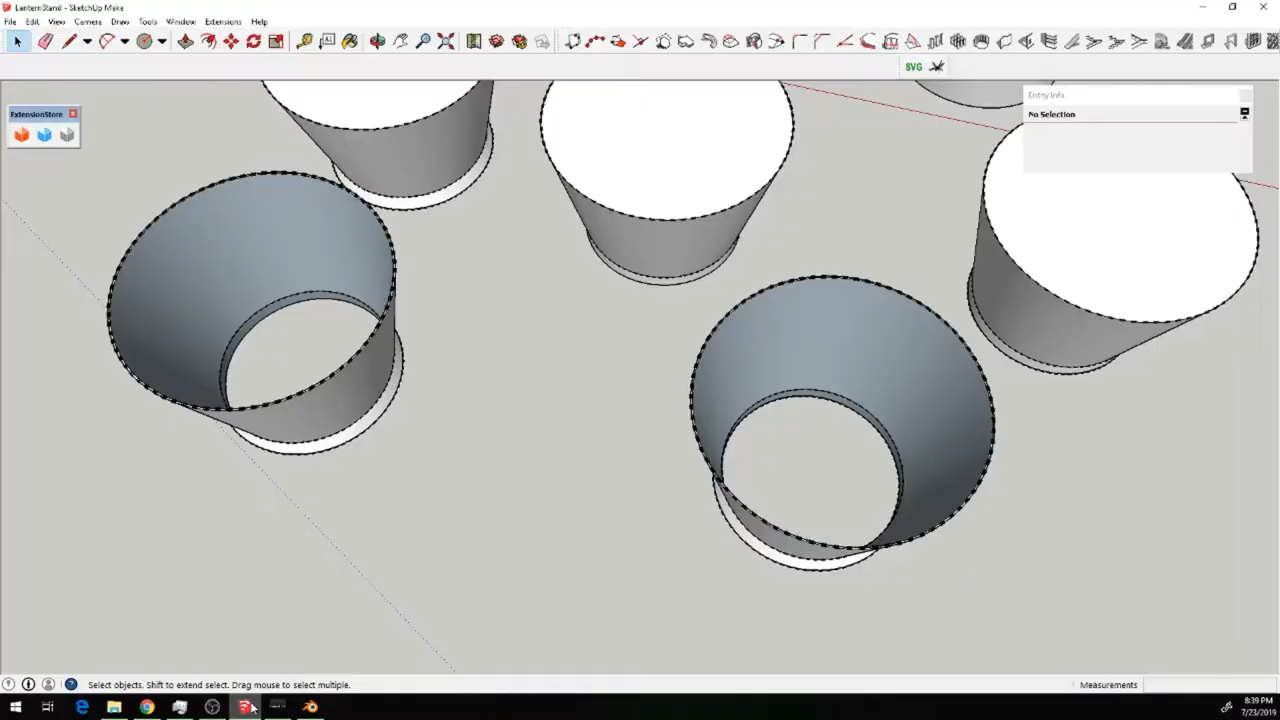 LanternStand - SketchUp Make
File Edit View Camera Draw Tools Window Extensions Help
SVG
ExtensionStore
Entity Info
No Selection
Select objects. Shift to extend select. Drag mouse to select multiple.
Measurements
8:39 PM
7/23/2019